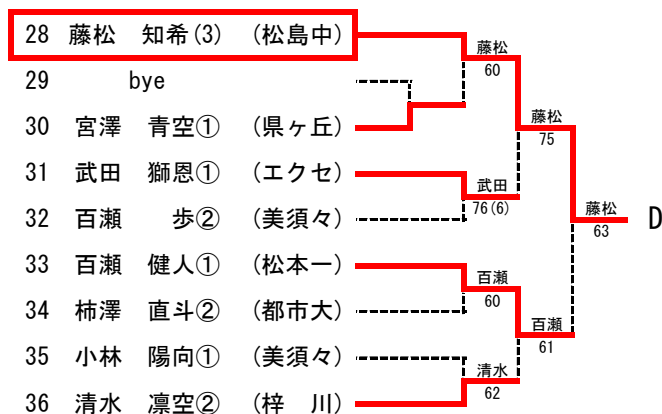 28 藤松 知希(3) (松島中)
藤松
60
29 bye
30 宮澤 青空① (県ヶ丘)
藤松
75
31 武田 獅恩① (エクセ)
武田
76(6)
32 百瀬 歩② (美須々)
藤松
63
D
33 百瀬 健人① (松本一)
百瀬
60
34 柿澤 直斗② (都市大)
百瀬
61
35 小林 陽向① (美須々)
清水
62
36 清水 凛空② (梓 川)